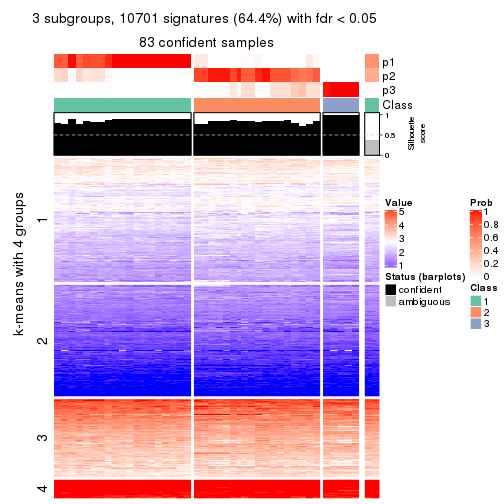 3 subgroups, 10701 signatures (64.4%) with fdr < 0.05
83 confident samples
p1
p2
p3
Class
1
0.5
0
Silhouette
score
k-means with 4 groups
1
2
3
4
Value
5
4
3
2
1
Status (barplots)
confident
ambiguous
Prob
1
0.8
0.6
0.4
0.2
0
Class
1
2
3